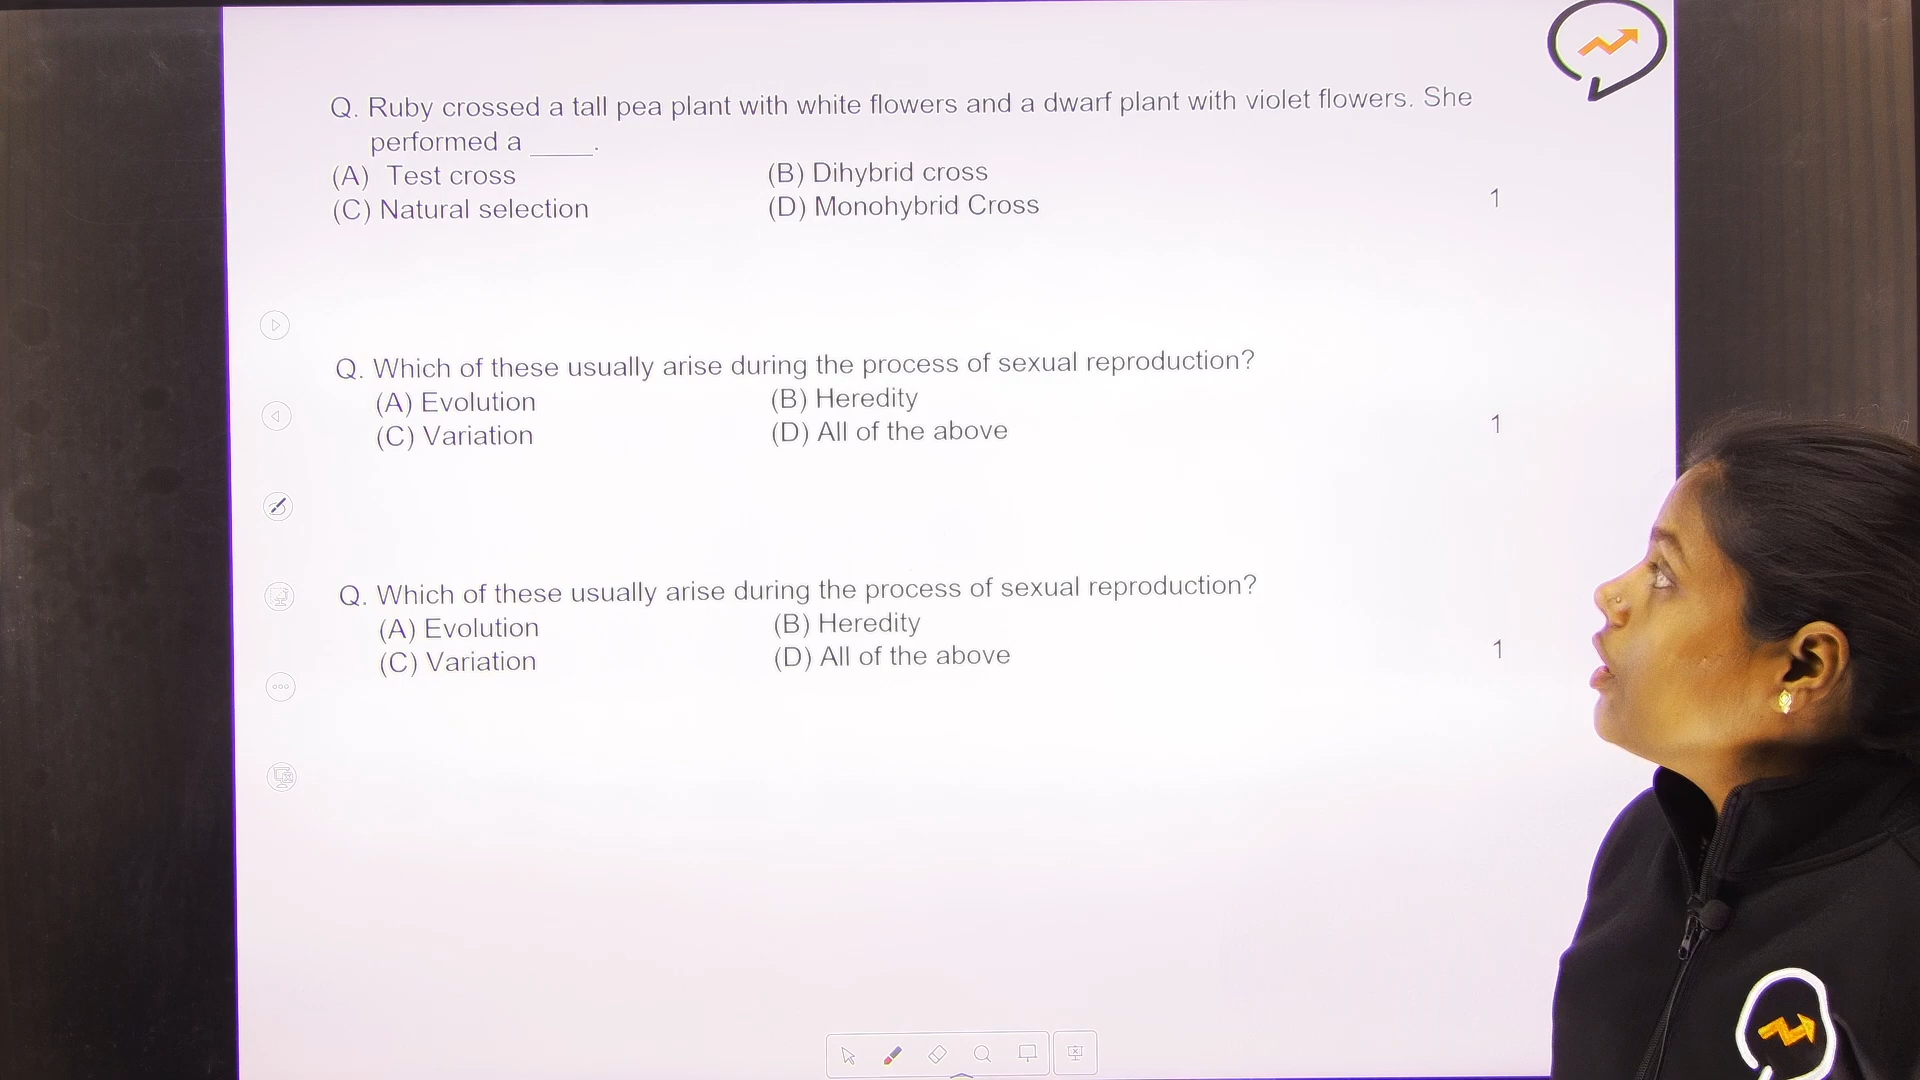 Q. Ruby crossed a tall pea plant with white flowers and a dwarf plant with violet flowers. She
performed a ____.
(A) Test cross (B) Dihybrid cross
(C) Natural selection (D) Monohybrid Cross
1
Q. Which of these usually arise during the process of sexual reproduction?
(A) Evolution (B) Heredity
(C) Variation (D) All of the above
1
Q. Which of these usually arise during the process of sexual reproduction?
(A) Evolution (B) Heredity
(C) Variation (D) All of the above
1